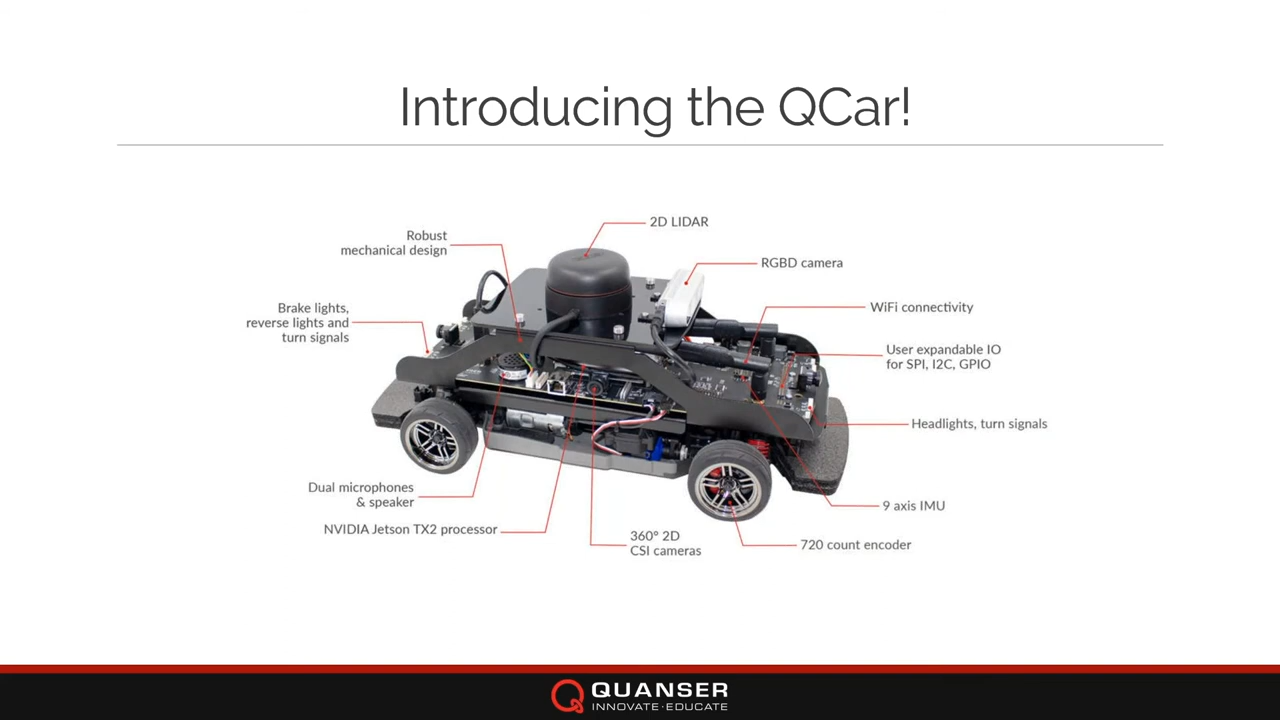 Introducing the QCar!
2D LIDAR
Robust
mechanical design
RGBD camera
Brake lights,
reverse lights and
turn signals
WiFi connectivity
User expandable IO
for SPI, I2C, GPIO
Headlights, turn signals
Dual microphones
& speaker
9 axis IMU
NVIDIA Jetson TX2 processor
360° 2D
CSI cameras
720 count encoder
QUANSER
INNOVATE·EDUCATE